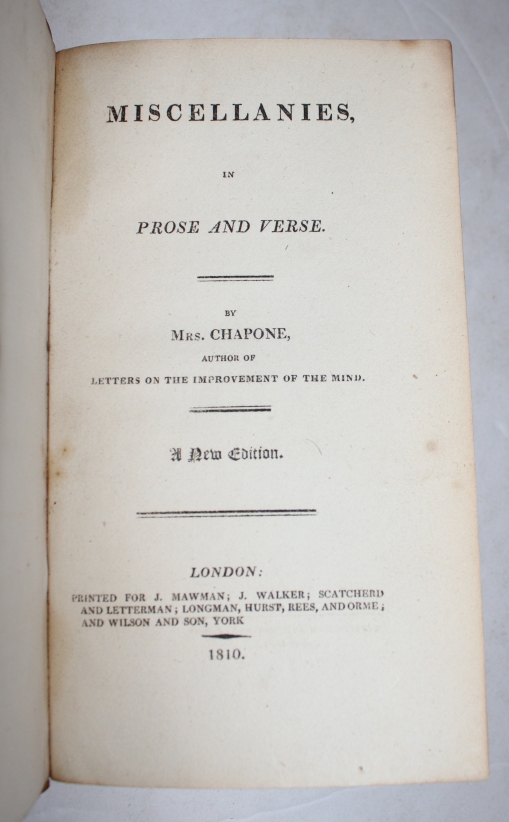 MISCELLANIES,
IN
PROSE AND VERSE.
BY
MRS. CHAPONE,
AUTHOR OF
LETTERS ON THE IMPROVEMENT OF THE MIND.
A New Edition.
LONDON:
PRINTED FOR J. MAWMAN; J. WALKER; SCATCHERD
AND LETTERMAN; LONGMAN, HURST, REES, AND ORME;
AND WILSON AND SON, YORK
1810.